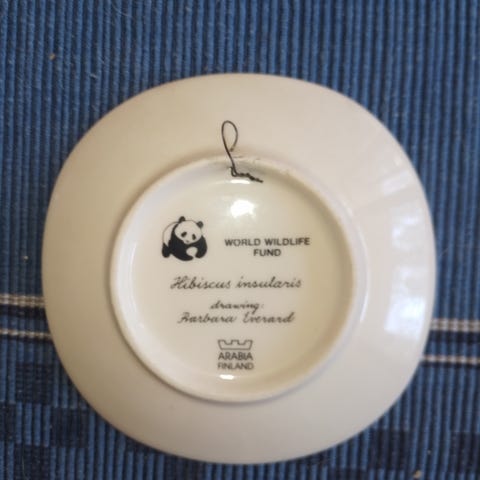 WORLD WILDLIFE
FUND
Hibiscus insularis
drawing:
Barbara Everard
ARABIA
FINLAND